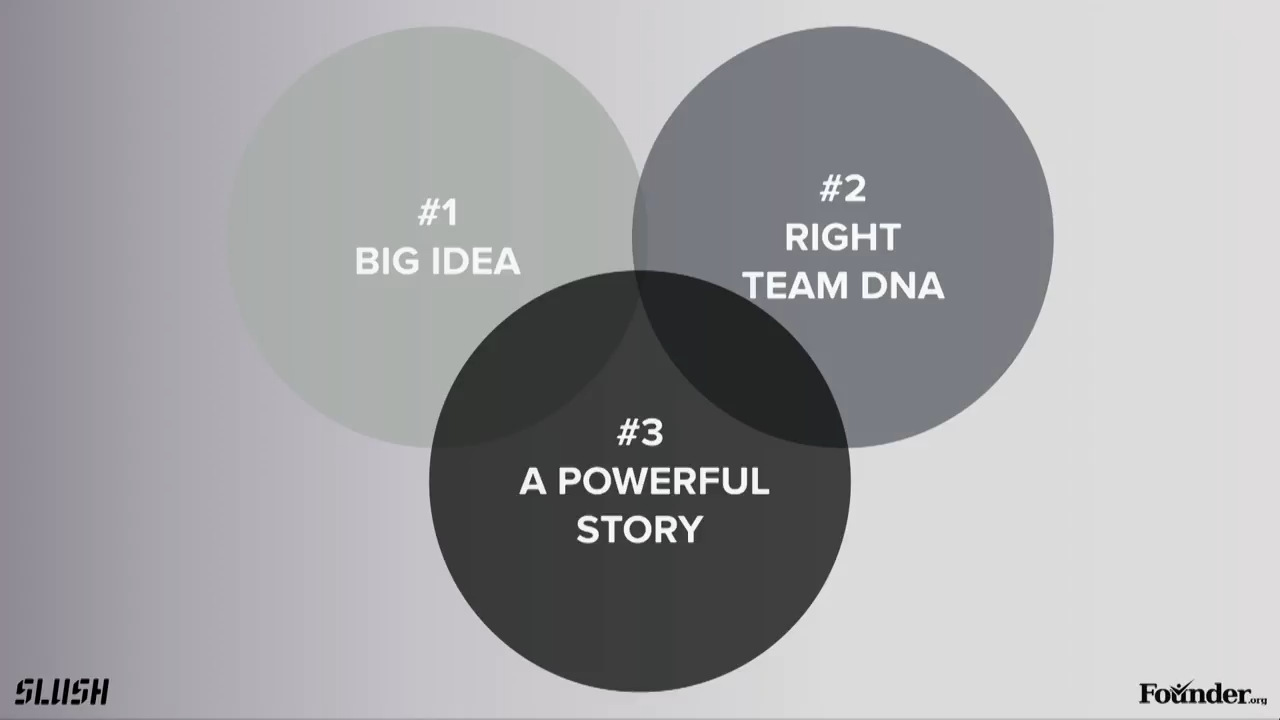 #1
BIG IDEA
#2
RIGHT
TEAM DNA
#3
A POWERFUL
STORY
SLUSH
Founder.org